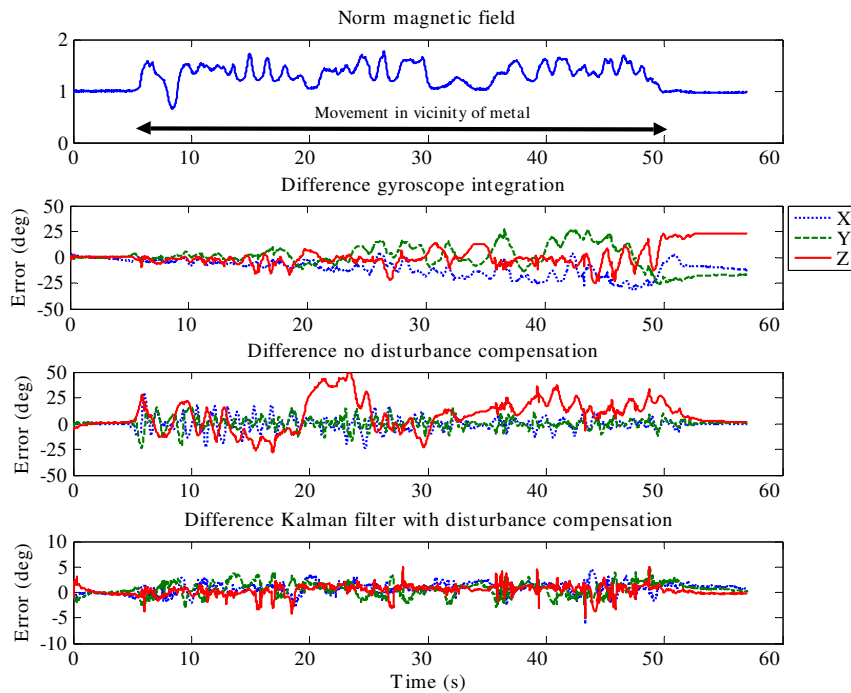 Norm magnetic field
2
1
0
Movement in vicinity of metal
0 10 20 30 40 50 60
Difference gyroscope integration
Error (deg)
50
25
0
-25
-50
X
Y
Z
0 10 20 30 40 50 60
Difference no disturbance compensation
Error (deg)
50
25
0
-25
-50
0 10 20 30 40 50 60
Difference Kalman filter with disturbance compensation
Error (deg)
10
5
0
-5
-10
0 10 20 30 40 50 60
Time (s)